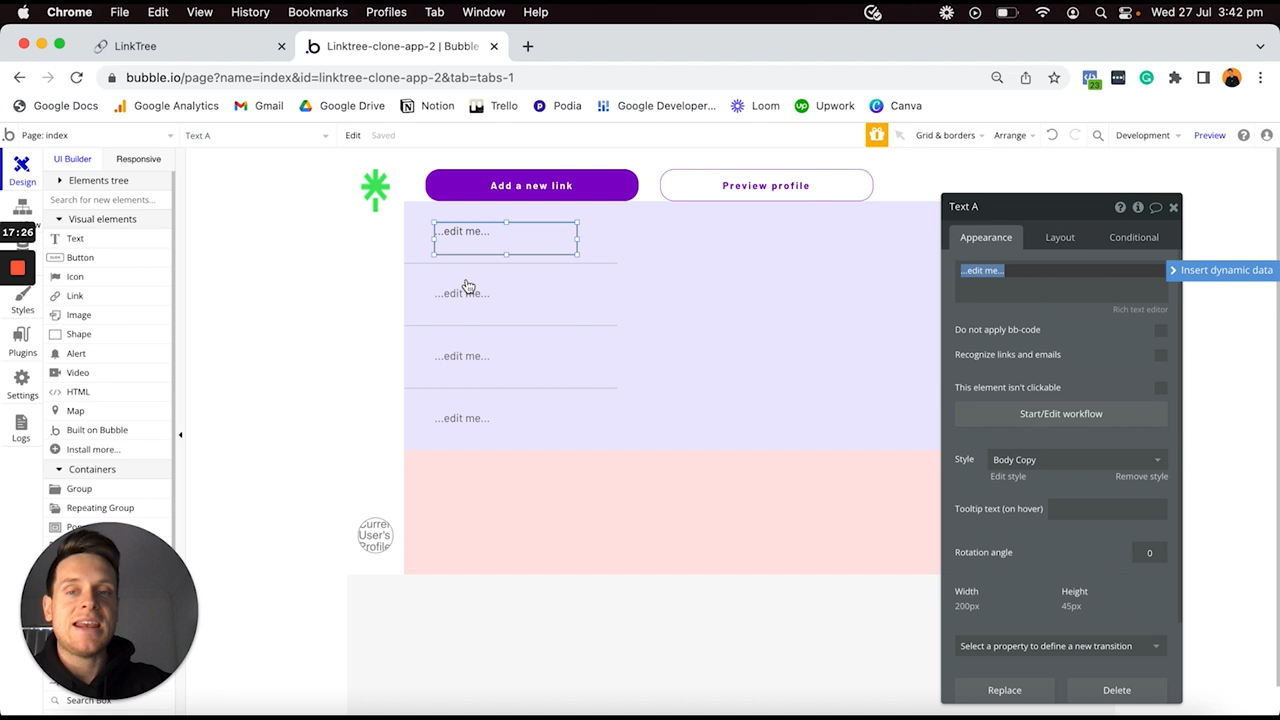 Chrome File Edit View History Bookmarks Profiles Tab Window Help Wed 27 Jul 3:42 pm
LinkTree
Linktree-clone-app-2 | Bubble
bubble.io/page?name=index&id=linktree-clone-app-2&tab=tabs-1
23
Google Docs Google Analytics Gmail Google Drive Notion Trello Podia Google Developer... Loom Upwork Canva
Page: index Text A Edit Saved Grid & borders Arrange Development Preview
UI Builder Responsive
Design
Elements tree
Search for new elements...
Visual elements
17:26
Text
Button
Icon
Link
Image
Shape
Alert
Video
HTML
Map
Built on Bubble
Install more...
Containers
Group
Repeating Group
Search Box
Styles
Plugins
Settings
Logs
Add a new link
Preview profile
...edit me...
...edit me...
...edit me...
...edit me...
Current
User's
Profile
Text A
Appearance Layout Conditional
...edit me...
Insert dynamic data
Rich text editor
Do not apply bb-code
Recognize links and emails
This element isn't clickable
Start/Edit workflow
Style Body Copy
Edit style Remove style
Tooltip text (on hover)
Rotation angle 0
Width Height
200px 45px
Select a property to define a new transition
Replace Delete